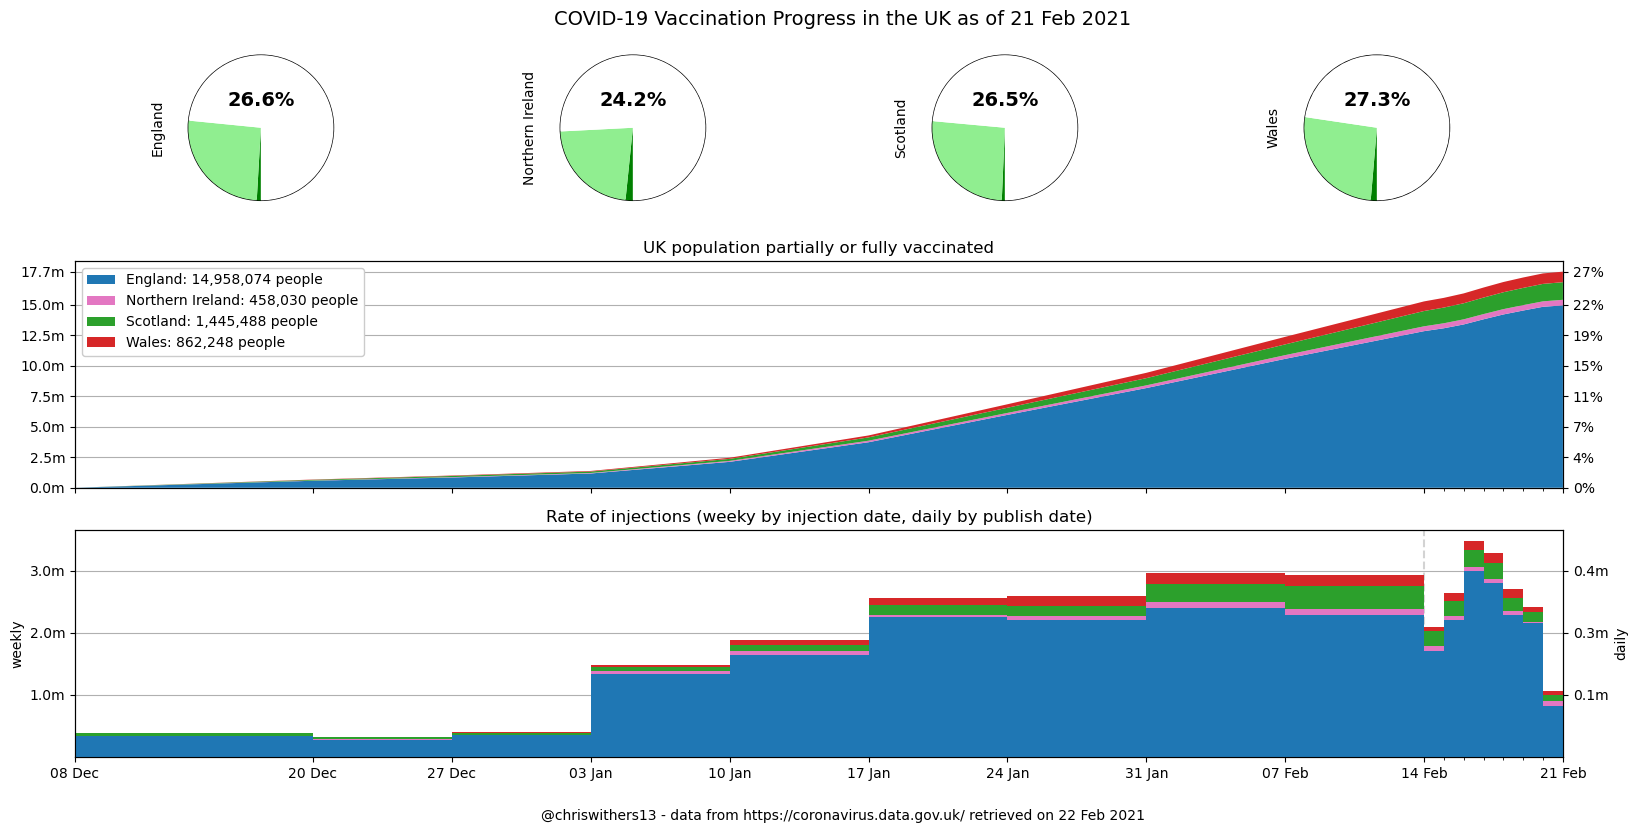 COVID-19 Vaccination Progress in the UK as of 21 Feb 2021
England
26.6%
Northern Ireland
24.2%
Scotland
26.5%
Wales
27.3%
UK population partially or fully vaccinated
England: 14,958,074 people
Northern Ireland: 458,030 people
Scotland: 1,445,488 people
Wales: 862,248 people
17.7m
15.0m
12.5m
10.0m
7.5m
5.0m
2.5m
0.0m
27%
22%
19%
15%
11%
7%
4%
0%
Rate of injections (weeky by injection date, daily by publish date)
weekly
3.0m
2.0m
1.0m
0.4m
0.3m
0.1m
daily
08 Dec 20 Dec 27 Dec 03 Jan 10 Jan 17 Jan 24 Jan 31 Jan 07 Feb 14 Feb 21 Feb
@chriswithers13 - data from https://coronavirus.data.gov.uk/ retrieved on 22 Feb 2021